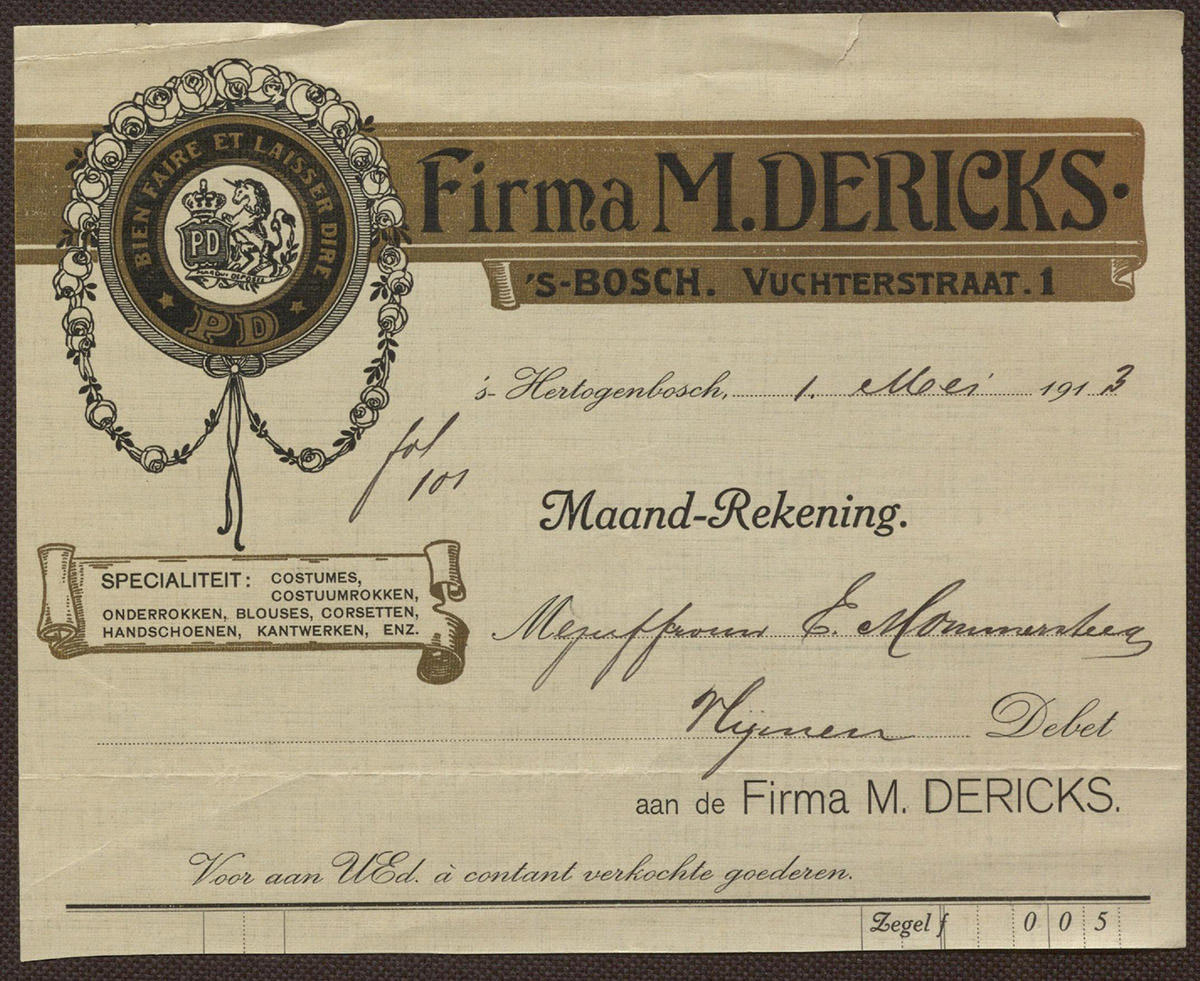 BIEN FAIRE ET LAISSER DIRE
PD
PD
Firma M. DERICKS.
'S-BOSCH. VUCHTERSTRAAT. 1
's-Hertogenbosch, 1. Mei 1913
fol
101
Maand-Rekening.
SPECIALITEIT: COSTUMES,
COSTUUMROKKEN,
ONDERROKKEN, BLOUSES, CORSETTEN,
HANDSCHOENEN, KANTWERKEN, ENZ.
Mejuffrouw E. Mommersteeg
Nijmen Debet
aan de Firma M. DERICKS.
Voor aan UEd. à contant verkochte goederen.
Zegel f 0 0 5